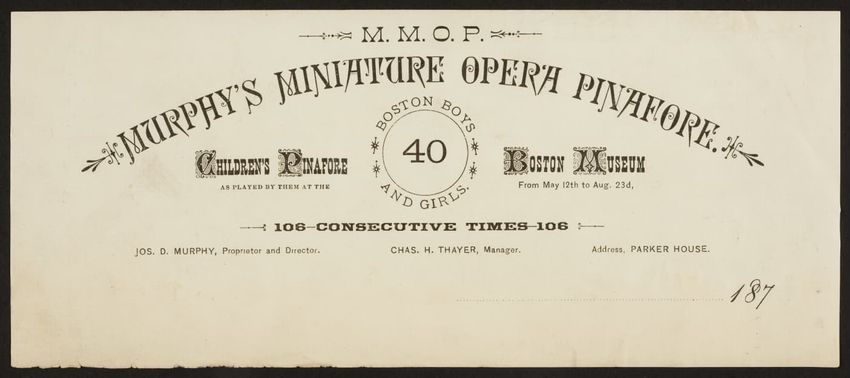 M. M. O. P.
MURPHY'S MINIATURE OPERA PINAFORE.
BOSTON BOYS
40
AND GIRLS.
CHILDREN'S PINAFORE
AS PLAYED BY THEM AT THE
BOSTON MUSEUM
From May 12th to Aug. 23d,
106-CONSECUTIVE TIMES-106
JOS. D. MURPHY, Proprietor and Director.
CHAS. H. THAYER, Manager.
Address, PARKER HOUSE.
187